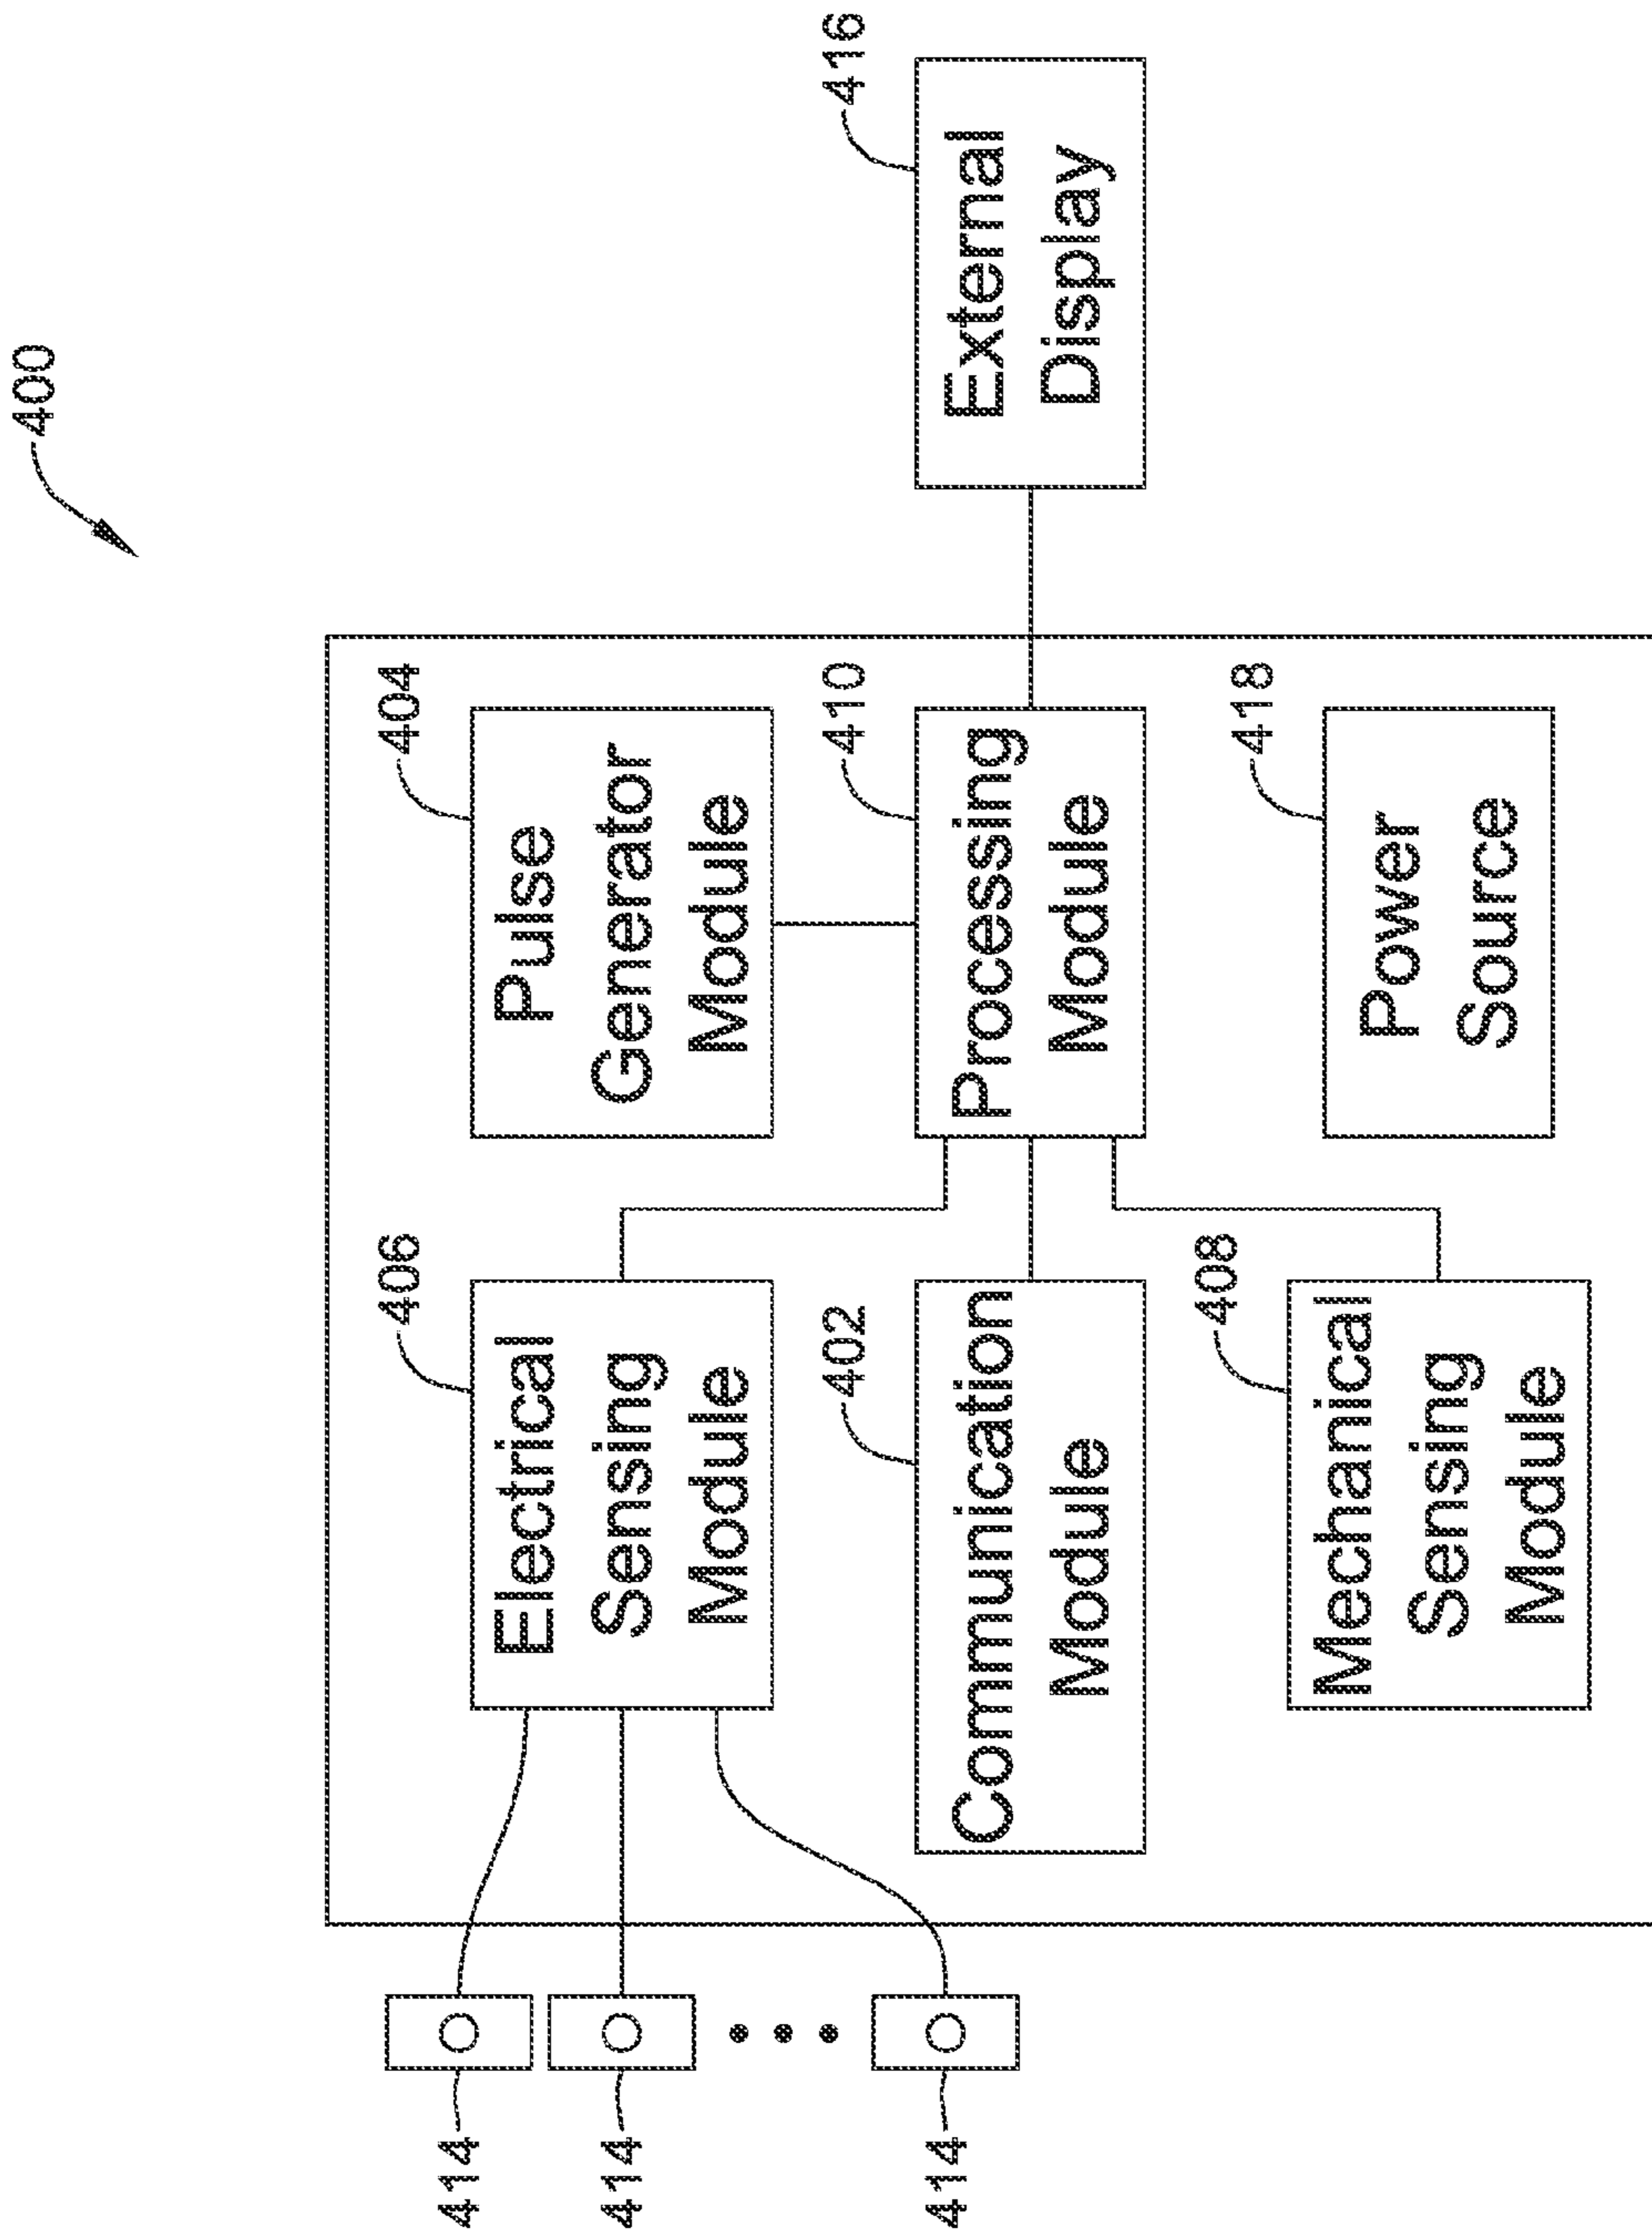 400
414
414
414
406
Electrical
Sensing
Module
404
Pulse
Generator
Module
402
Communication
Module
410
Processing
Module
416
External
Display
408
Mechanical
Sensing
Module
418
Power
Source